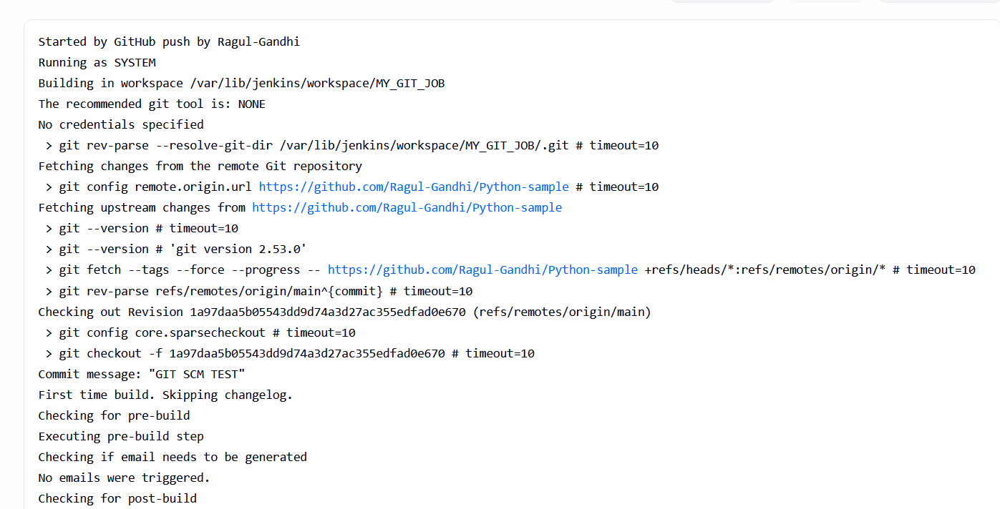 Started by GitHub push by Ragul-Gandhi
Running as SYSTEM
Building in workspace /var/lib/jenkins/workspace/MY_GIT_JOB
The recommended git tool is: NONE
No credentials specified
 > git rev-parse --resolve-git-dir /var/lib/jenkins/workspace/MY_GIT_JOB/.git # timeout=10
Fetching changes from the remote Git repository
 > git config remote.origin.url https://github.com/Ragul-Gandhi/Python-sample # timeout=10
Fetching upstream changes from https://github.com/Ragul-Gandhi/Python-sample
 > git --version # timeout=10
 > git --version # 'git version 2.53.0'
 > git fetch --tags --force --progress -- https://github.com/Ragul-Gandhi/Python-sample +refs/heads/*:refs/remotes/origin/* # timeout=10
 > git rev-parse refs/remotes/origin/main^{commit} # timeout=10
Checking out Revision 1a97daa5b05543dd9d74a3d27ac355edfad0e670 (refs/remotes/origin/main)
 > git config core.sparsecheckout # timeout=10
 > git checkout -f 1a97daa5b05543dd9d74a3d27ac355edfad0e670 # timeout=10
Commit message: "GIT SCM TEST"
First time build. Skipping changelog.
Checking for pre-build
Executing pre-build step
Checking if email needs to be generated
No emails were triggered.
Checking for post-build